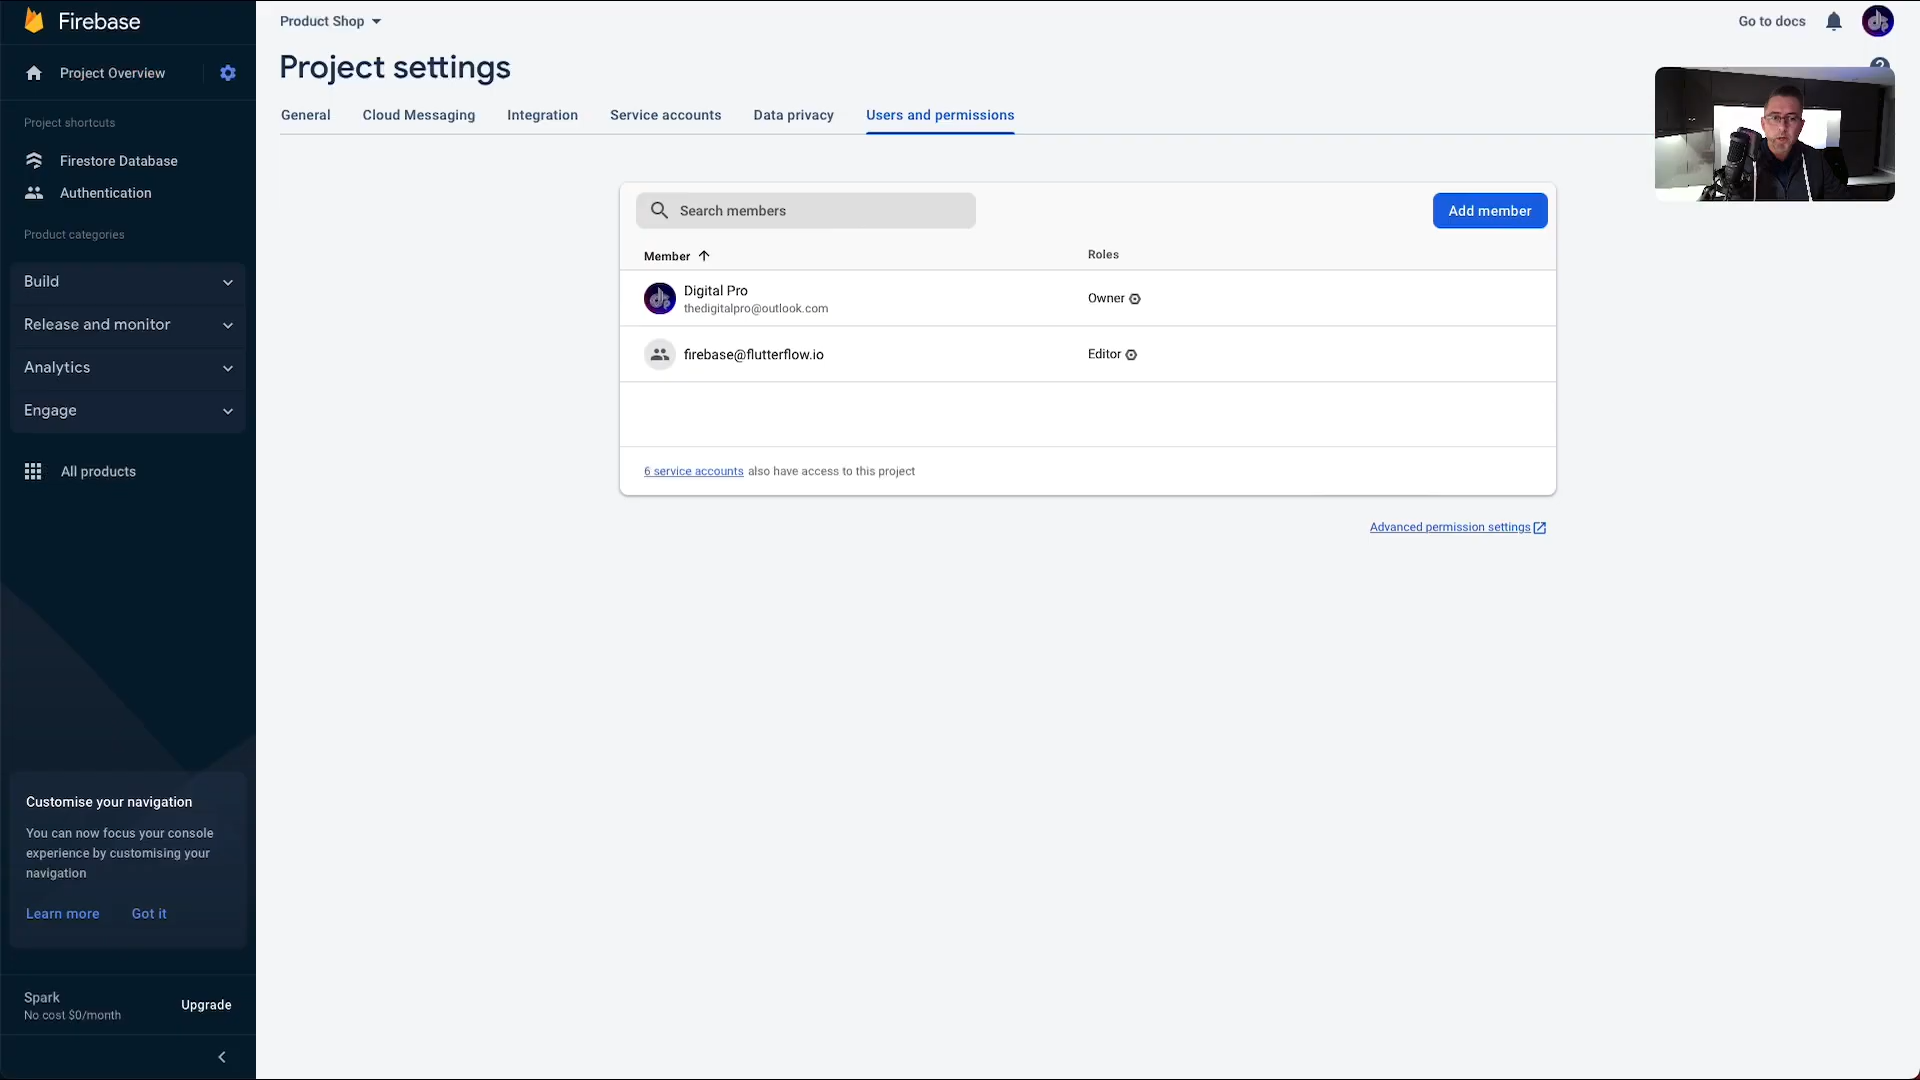 Firebase
Product Shop
Go to docs
Project Overview
Project settings
General
Cloud Messaging
Integration
Service accounts
Data privacy
Users and permissions
Project shortcuts
Firestore Database
Authentication
Product categories
Build
Release and monitor
Analytics
Engage
All products
Search members
Add member
Member
Roles
Digital Pro
thedigitalpro@outlook.com
Owner
firebase@flutterflow.io
Editor
6 service accounts also have access to this project
Advanced permission settings
Customise your navigation
You can now focus your console
experience by customising your
navigation
Learn more
Got it
Spark
No cost $0/month
Upgrade